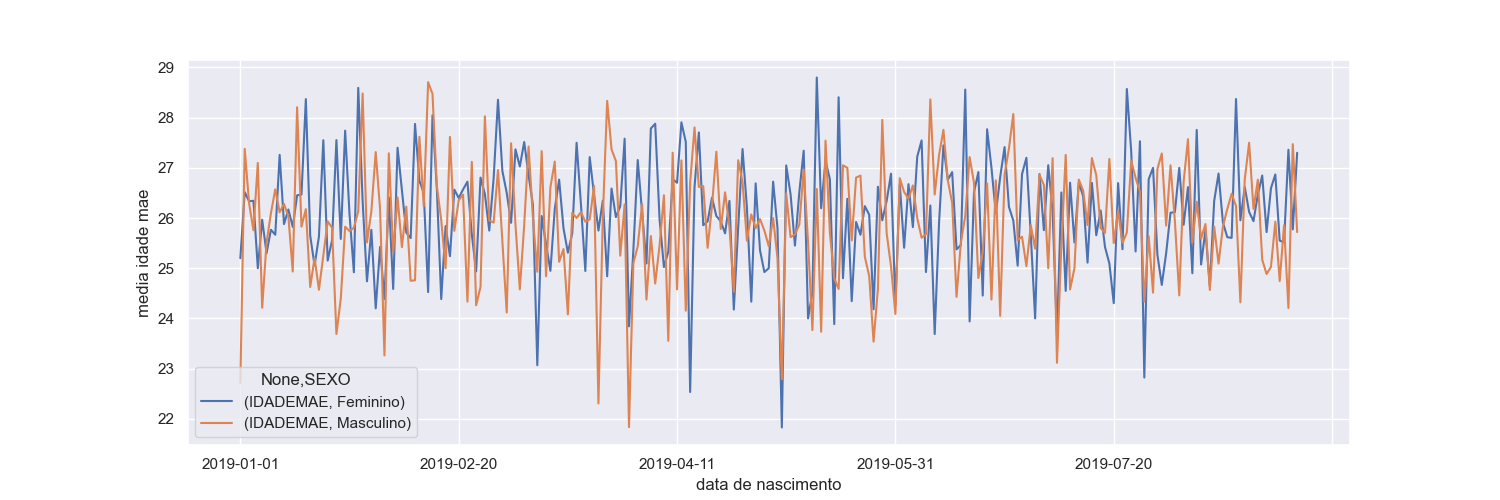 29
28
27
26
25
24
23
22
media idade mae
None,SEXO
(IDADEMAE, Feminino)
(IDADEMAE, Masculino)
2019-01-01 2019-02-20 2019-04-11 2019-05-31 2019-07-20
data de nascimento